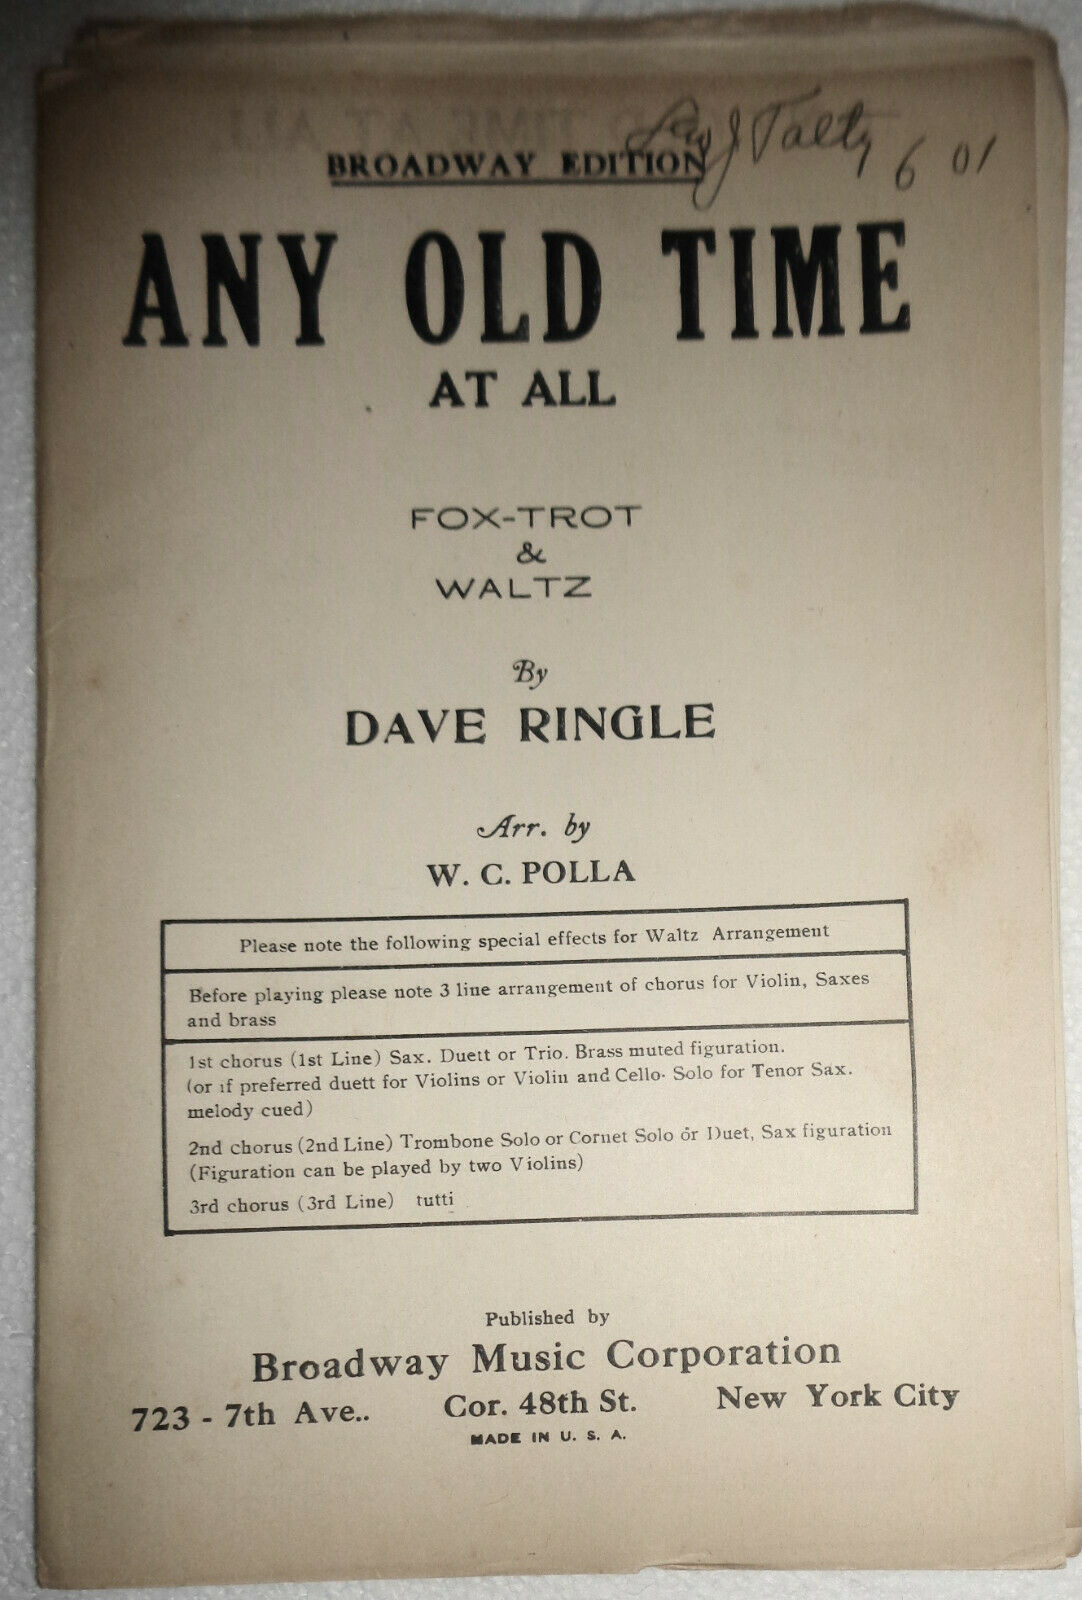 BROADWAY EDITION
6 01
ANY OLD TIME
AT ALL
FOX-TROT
&
WALTZ
By
DAVE RINGLE
Arr. by
W. C. POLLA
Please note the following special effects for Waltz Arrangement
Before playing please note 3 line arrangement of chorus for Violin, Saxes
and brass
1st chorus (1st Line) Sax. Duett or Trio. Brass muted figuration.
(or if preferred duett for Violins or Violin and Cello- Solo for Tenor Sax.
melody cued)
2nd chorus (2nd Line) Trombone Solo or Cornet Solo or Duet, Sax figuration
(Figuration can be played by two Violins)
3rd chorus (3rd Line) tutti
Published by
Broadway Music Corporation
723 - 7th Ave.. Cor. 48th St. New York City
MADE IN U. S. A.